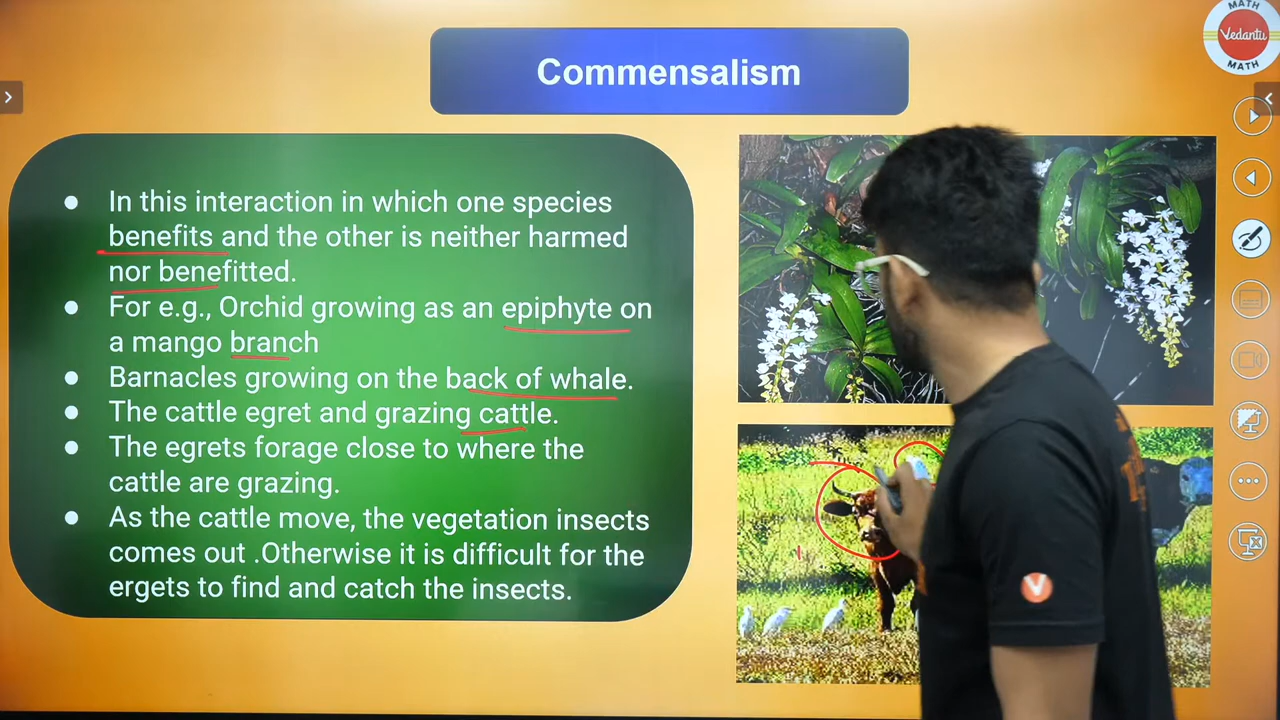 Commensalism
MATH
Vedantu
MATH
● In this interaction in which one species
benefits and the other is neither harmed
nor benefitted.
● For e.g., Orchid growing as an epiphyte on
a mango branch
● Barnacles growing on the back of whale.
● The cattle egret and grazing cattle.
● The egrets forage close to where the
cattle are grazing.
● As the cattle move, the vegetation insects
comes out .Otherwise it is difficult for the
ergets to find and catch the insects.
V